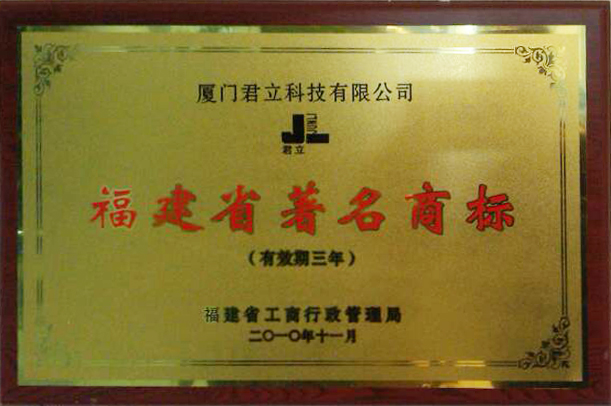 厦门君立科技有限公司
JL
君立
福建省著名商标
（有效期三年）
福建省工商行政管理局
二〇一〇年十一月